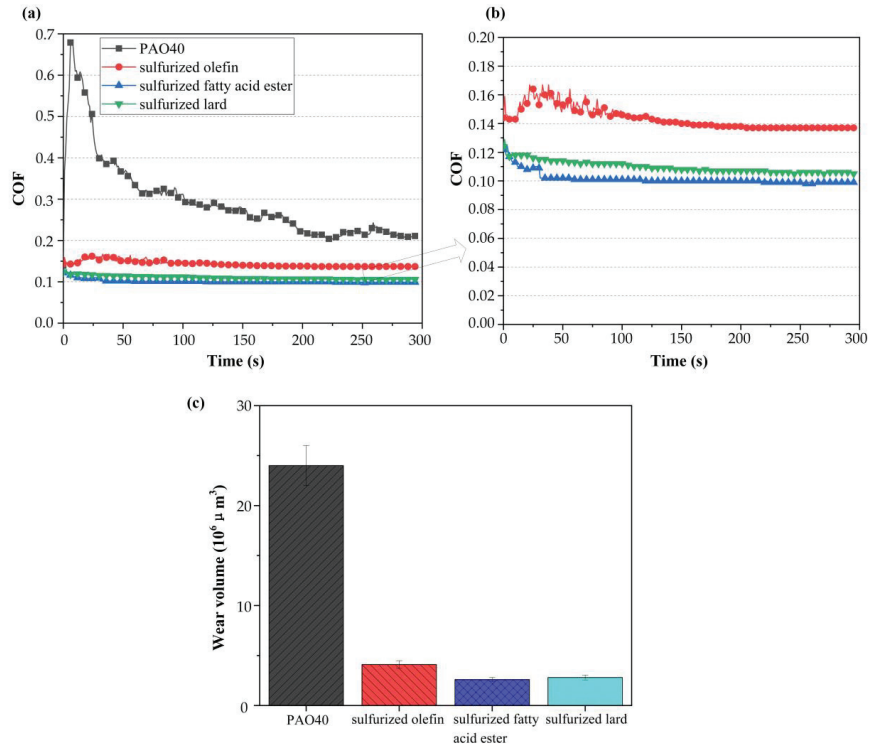 (a)
0.7
0.6
0.5
0.4
0.3
0.2
0.1
0.0
COF
0 50 100 150 200 250 300
Time (s)
PAO40
sulfurized olefin
sulfurized fatty acid ester
sulfurized lard
(b)
0.20
0.18
0.16
0.14
0.12
0.10
0.08
0.06
0.04
0.02
0.00
COF
0 50 100 150 200 250 300
Time (s)
(c)
30
20
10
0
Wear volume (10⁶ μ m³)
PAO40
sulfurized olefin
sulfurized fatty
acid ester
sulfurized lard